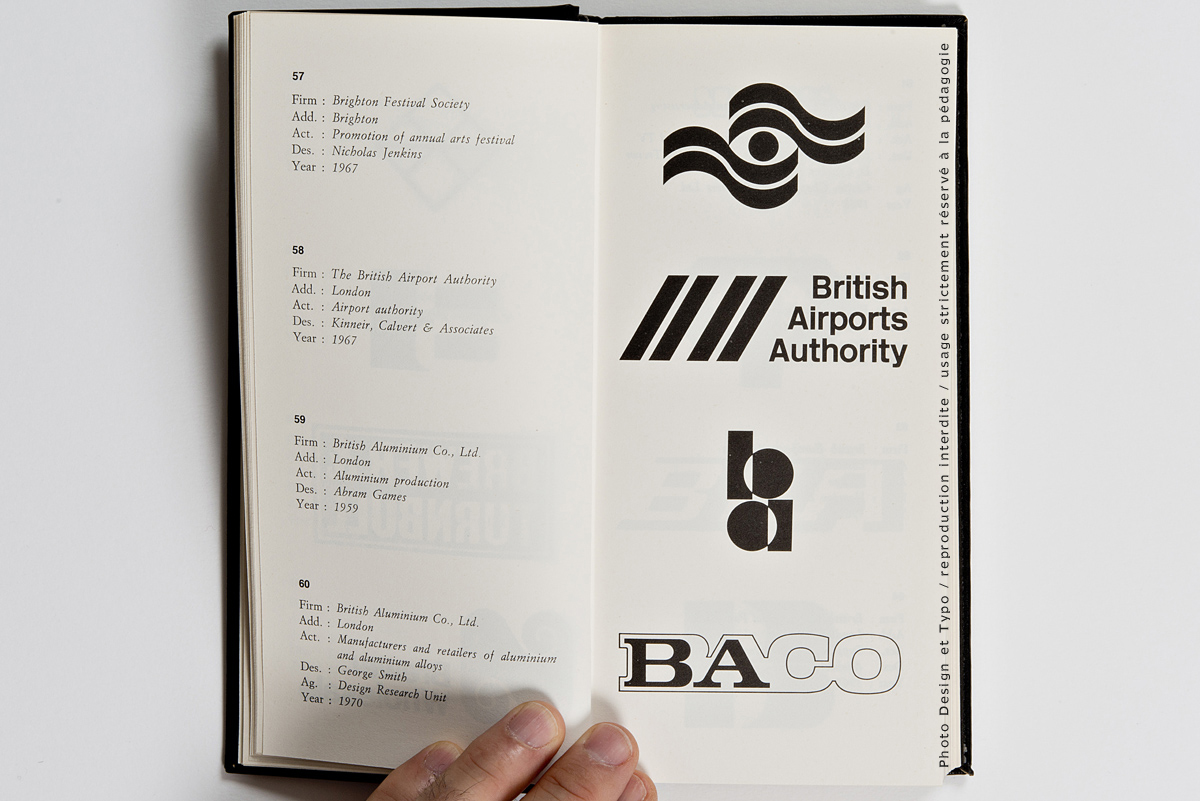 57
Firm : Brighton Festival Society
Add. : Brighton
Act. : Promotion of annual arts festival
Des. : Nicholas Jenkins
Year : 1967
58
Firm : The British Airport Authority
Add. : London
Act. : Airport authority
Des. : Kinneir, Calvert & Associates
Year : 1967
59
Firm : British Aluminium Co., Ltd.
Add. : London
Act. : Aluminium production
Des. : Abram Games
Year : 1959
60
Firm : British Aluminium Co., Ltd.
Add. : London
Act. : Manufacturers and retailers of aluminium
and aluminium alloys
Des. : George Smith
Ag. : Design Research Unit
Year : 1970
British
Airports
Authority
b
a
BACO
Photo Design et Typo / reproduction interdite / usage strictement réservé à la pédagogie